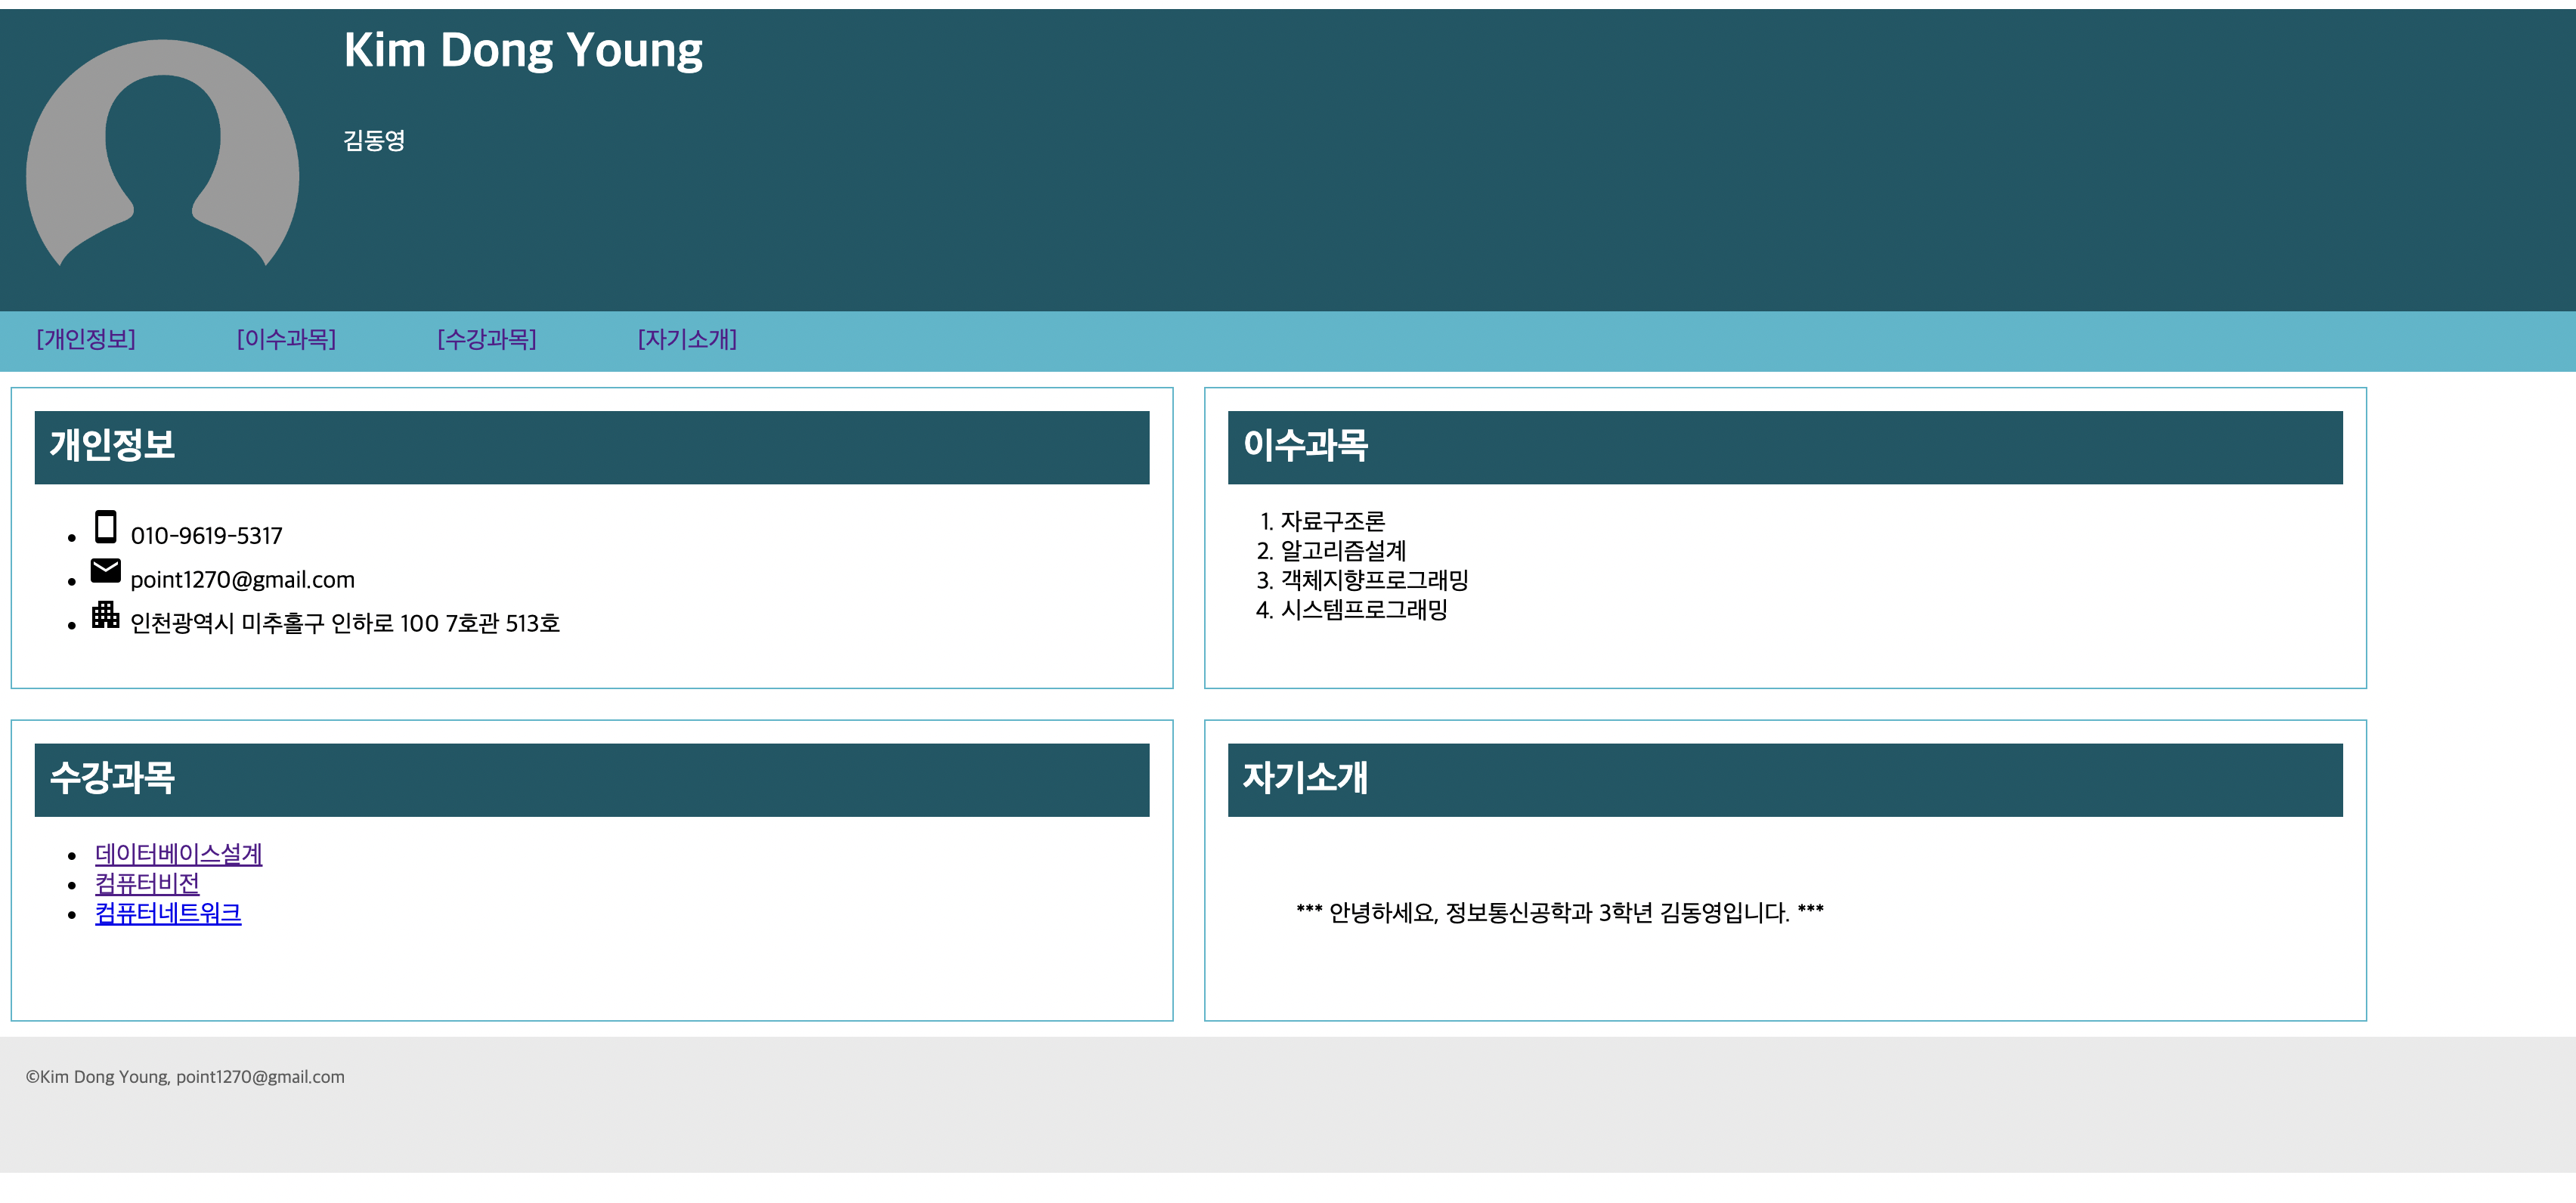 Kim Dong Young
김동영
[개인정보] [이수과목] [수강과목] [자기소개]
개인정보
• 010-9619-5317
• point1270@gmail.com
• 인천광역시 미추홀구 인하로 100 7호관 513호
이수과목
1. 자료구조론
2. 알고리즘설계
3. 객체지향프로그래밍
4. 시스템프로그래밍
수강과목
• 데이터베이스설계
• 컴퓨터비전
• 컴퓨터네트워크
자기소개
*** 안녕하세요, 정보통신공학과 3학년 김동영입니다. ***
©Kim Dong Young, point1270@gmail.com